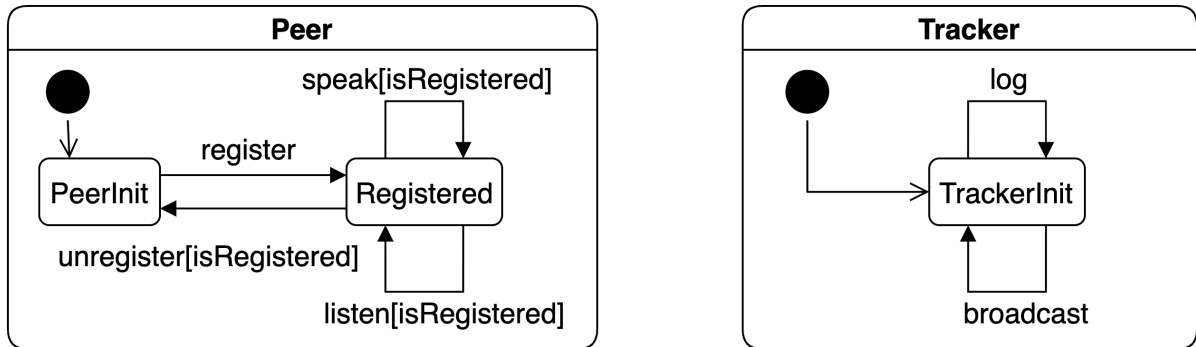 Peer
speak[isRegistered]
register
PeerInit
Registered
unregister[isRegistered]
listen[isRegistered]
Tracker
log
TrackerInit
broadcast